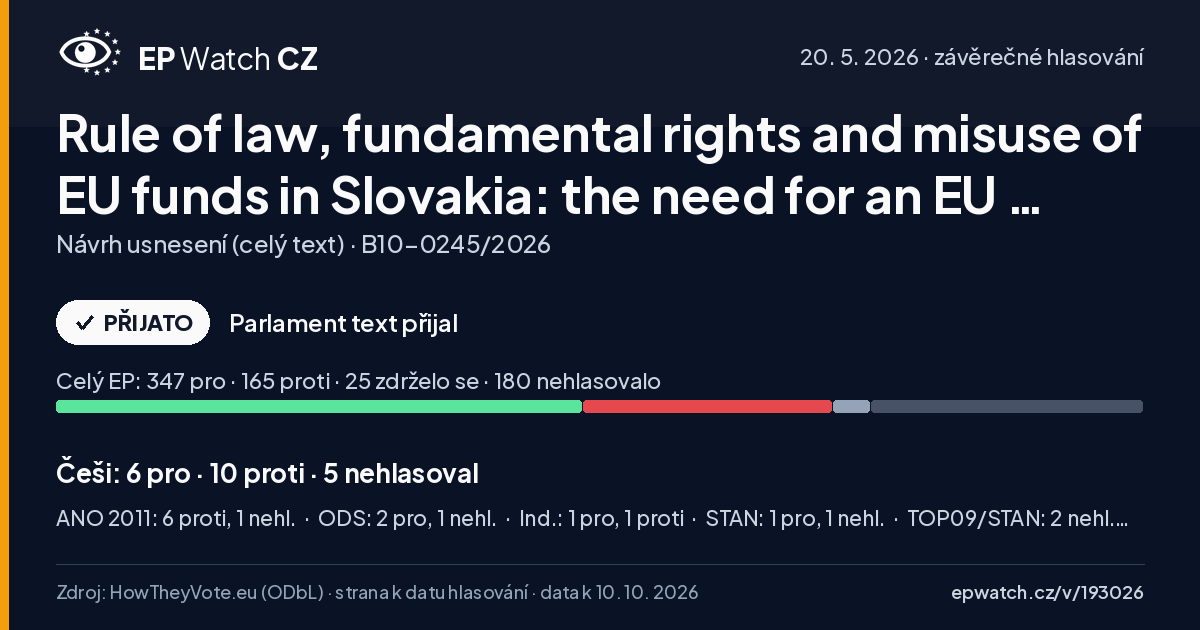 EP Watch CZ
20. 5. 2026 · závěrečné hlasování
Rule of law, fundamental rights and misuse of
EU funds in Slovakia: the need for an EU …
Návrh usnesení (celý text) · B10–0245/2026
✓ PŘIJATO
Parlament text přijal
Celý EP: 347 pro · 165 proti · 25 zdrželo se · 180 nehlasovalo
Češi: 6 pro · 10 proti · 5 nehlasoval
ANO 2011: 6 proti, 1 nehl. · ODS: 2 pro, 1 nehl. · Ind.: 1 pro, 1 proti · STAN: 1 pro, 1 nehl. · TOP09/STAN: 2 nehl.…
Zdroj: HowTheyVote.eu (ODbL) · strana k datu hlasování · data k 10. 10. 2026
epwatch.cz/v/193026